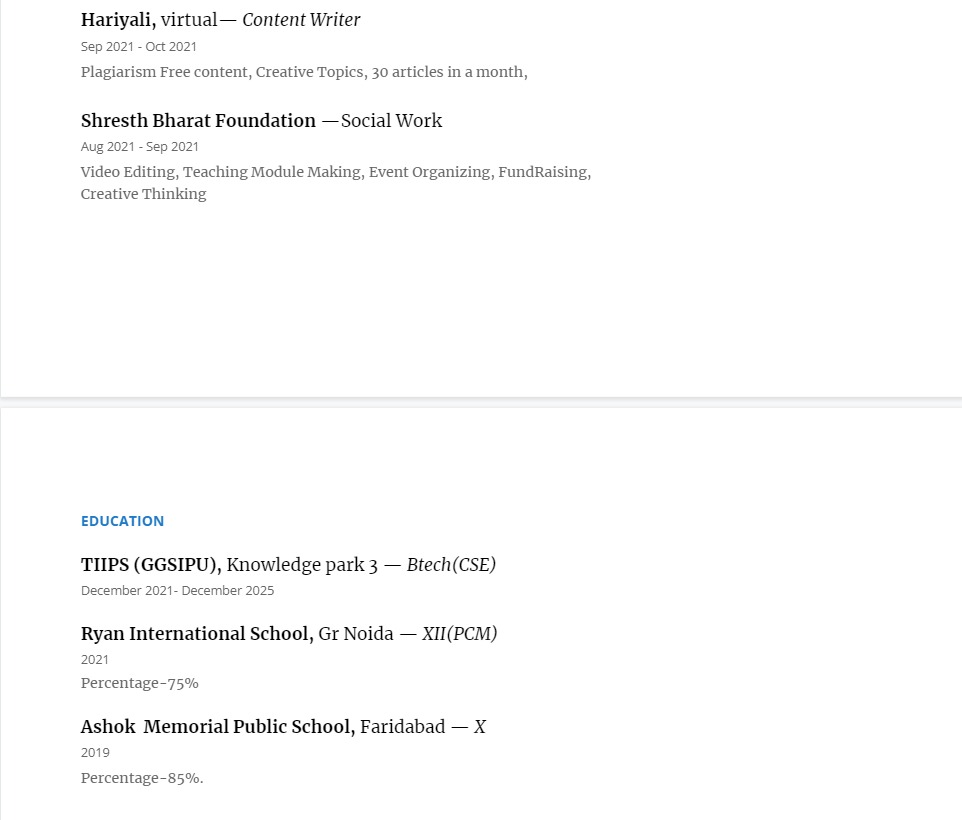 Hariyali, virtual— Content Writer
Sep 2021 - Oct 2021
Plagiarism Free content, Creative Topics, 30 articles in a month,
Shresth Bharat Foundation —Social Work
Aug 2021 - Sep 2021
Video Editing, Teaching Module Making, Event Organizing, FundRaising,
Creative Thinking
EDUCATION
TIIPS (GGSIPU), Knowledge park 3 — Btech(CSE)
December 2021- December 2025
Ryan International School, Gr Noida — XII(PCM)
2021
Percentage-75%
Ashok  Memorial Public School, Faridabad — X
2019
Percentage-85%.